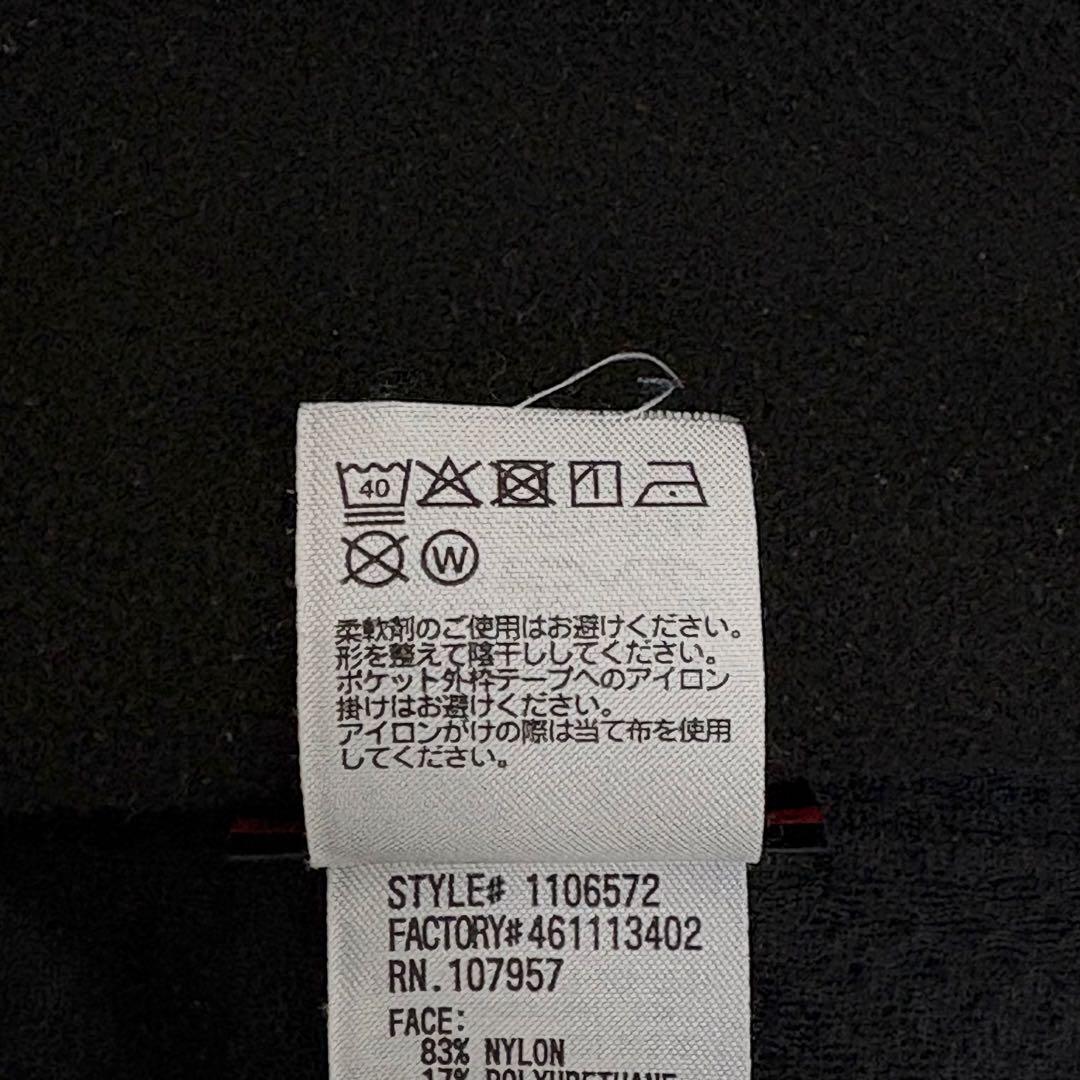 40
W
柔軟剤のご使用はお避けください。
形を整えて陰干ししてください。
ポケット外枠テープへのアイロン
掛けはお避けください。
アイロンがけの際は当て布を使用
してください。
STYLE# 1106572
FACTORY#461113402
RN.107957
FACE:
83% NYLON
17% POLYURETHANE